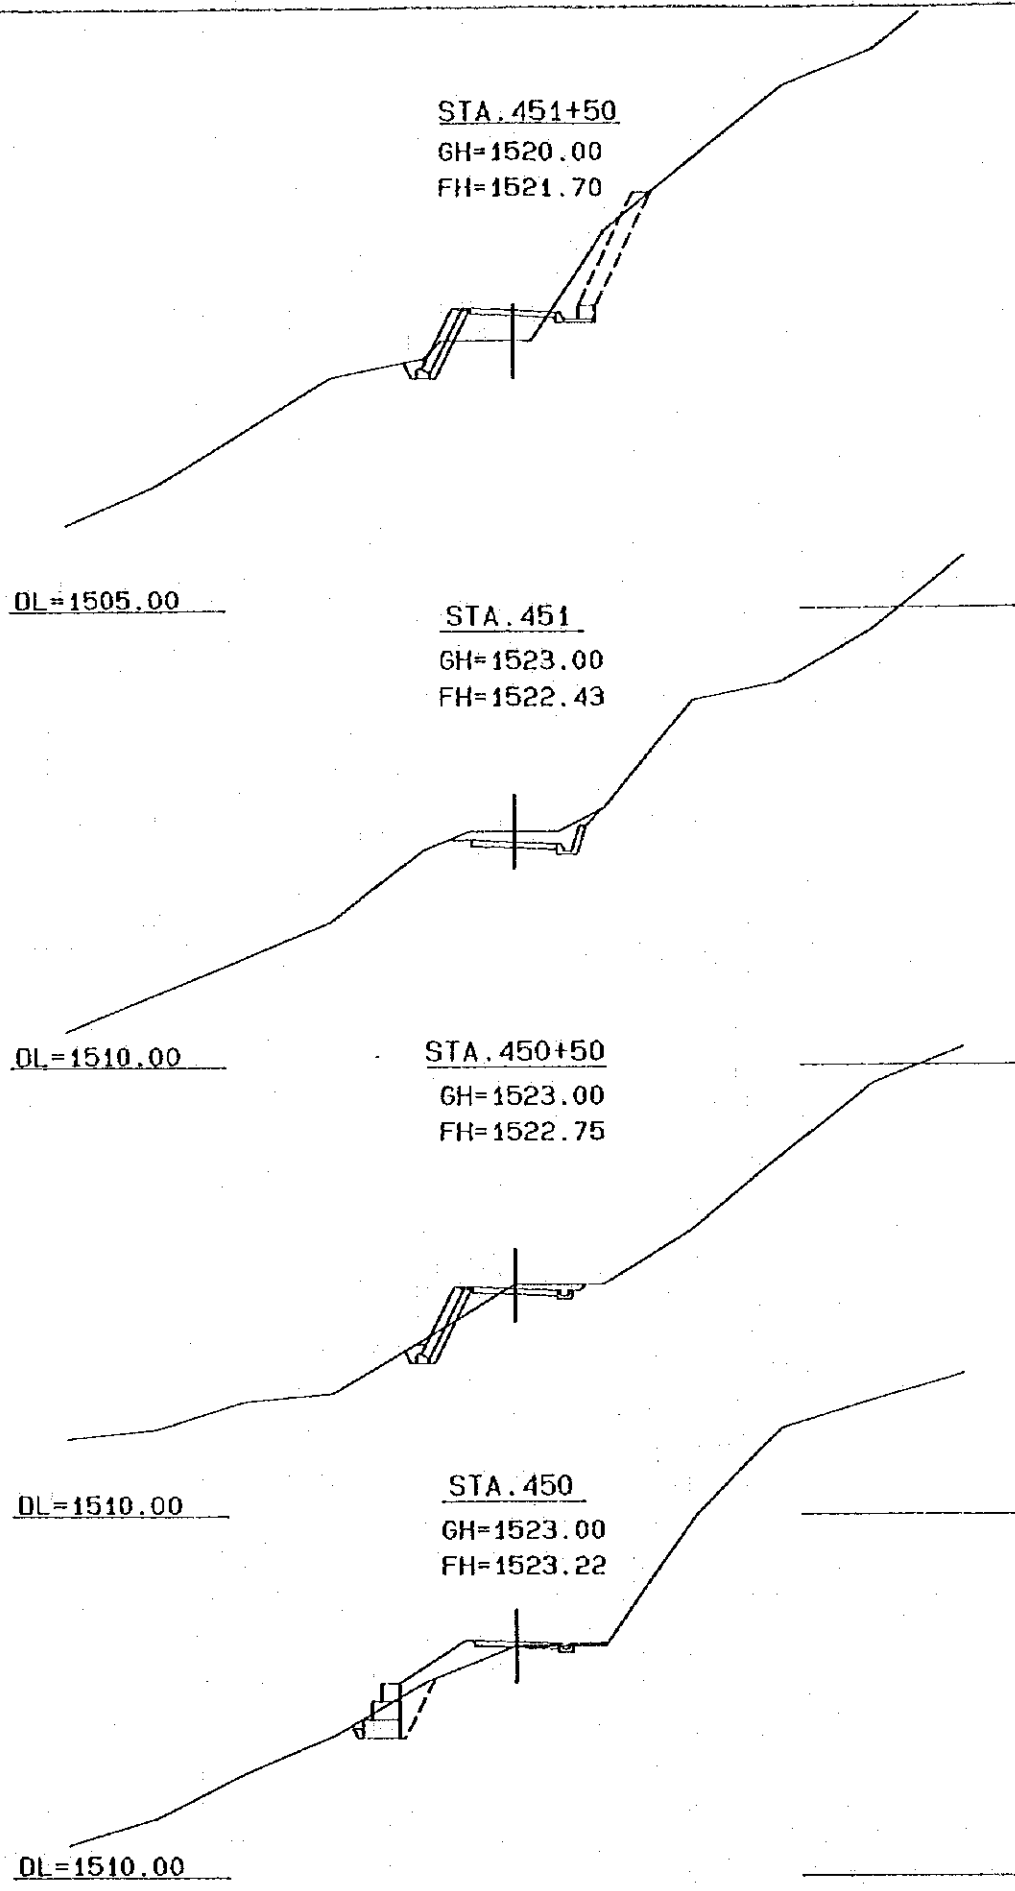 STA.451+50
GH=1520.00
FH=1521.70
DL=1505.00
STA.451
GH=1523.00
FH=1522.43
DL=1510.00
STA.450+50
GH=1523.00
FH=1522.75
DL=1510.00
STA.450
GH=1523.00
FH=1523.22
DL=1510.00